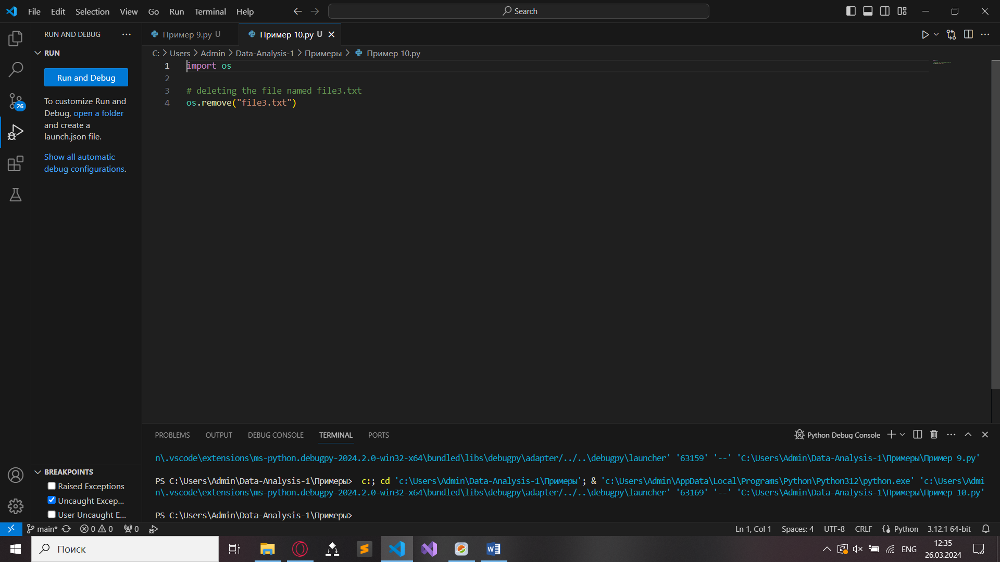 File Edit Selection View Go Run Terminal Help
Search
RUN AND DEBUG
RUN
Run and Debug
To customize Run and
Debug, open a folder
and create a
launch.json file.
Show all automatic
debug configurations.
26
BREAKPOINTS
Raised Exceptions
Uncaught Excep...
User Uncaught E...
Пример 9.py U
Пример 10.py U
C: > Users > Admin > Data-Analysis-1 > Примеры > Пример 10.py
1 import os
2
3 # deleting the file named file3.txt
4 os.remove("file3.txt")
PROBLEMS OUTPUT DEBUG CONSOLE TERMINAL PORTS
Python Debug Console
n\.vscode\extensions\ms-python.debugpy-2024.2.0-win32-x64\bundled\libs\debugpy\adapter/../..\debugpy\launcher' '63159' '--' 'C:\Users\Admin\Data-Analysis-1\Примеры\Пример 9.py'
PS C:\Users\Admin\Data-Analysis-1\Примеры>  c:; cd 'c:\Users\Admin\Data-Analysis-1\Примеры'; & 'c:\Users\Admin\AppData\Local\Programs\Python\Python312\python.exe' 'c:\Users\Admi
n\.vscode\extensions\ms-python.debugpy-2024.2.0-win32-x64\bundled\libs\debugpy\adapter/../..\debugpy\launcher' '63169' '--' 'C:\Users\Admin\Data-Analysis-1\Примеры\Пример 10.py'
PS C:\Users\Admin\Data-Analysis-1\Примеры>
main* 0 0 0
Ln 1, Col 1 Spaces: 4 UTF-8 CRLF Python 3.12.1 64-bit
Поиск
ENG
12:35
26.03.2024